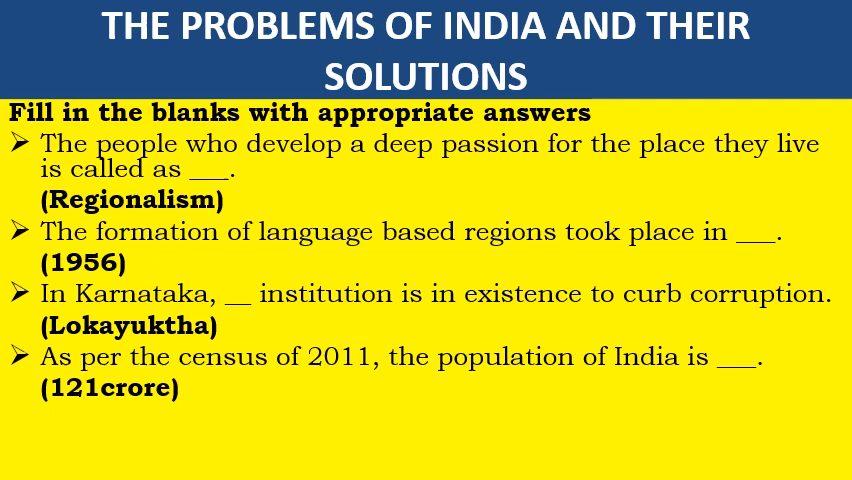 THE PROBLEMS OF INDIA AND THEIR
SOLUTIONS
Fill in the blanks with appropriate answers
➢ The people who develop a deep passion for the place they live
is called as ___.
(Regionalism)
➢ The formation of language based regions took place in ___.
(1956)
➢ In Karnataka, __ institution is in existence to curb corruption.
(Lokayuktha)
➢ As per the census of 2011, the population of India is ___.
(121crore)